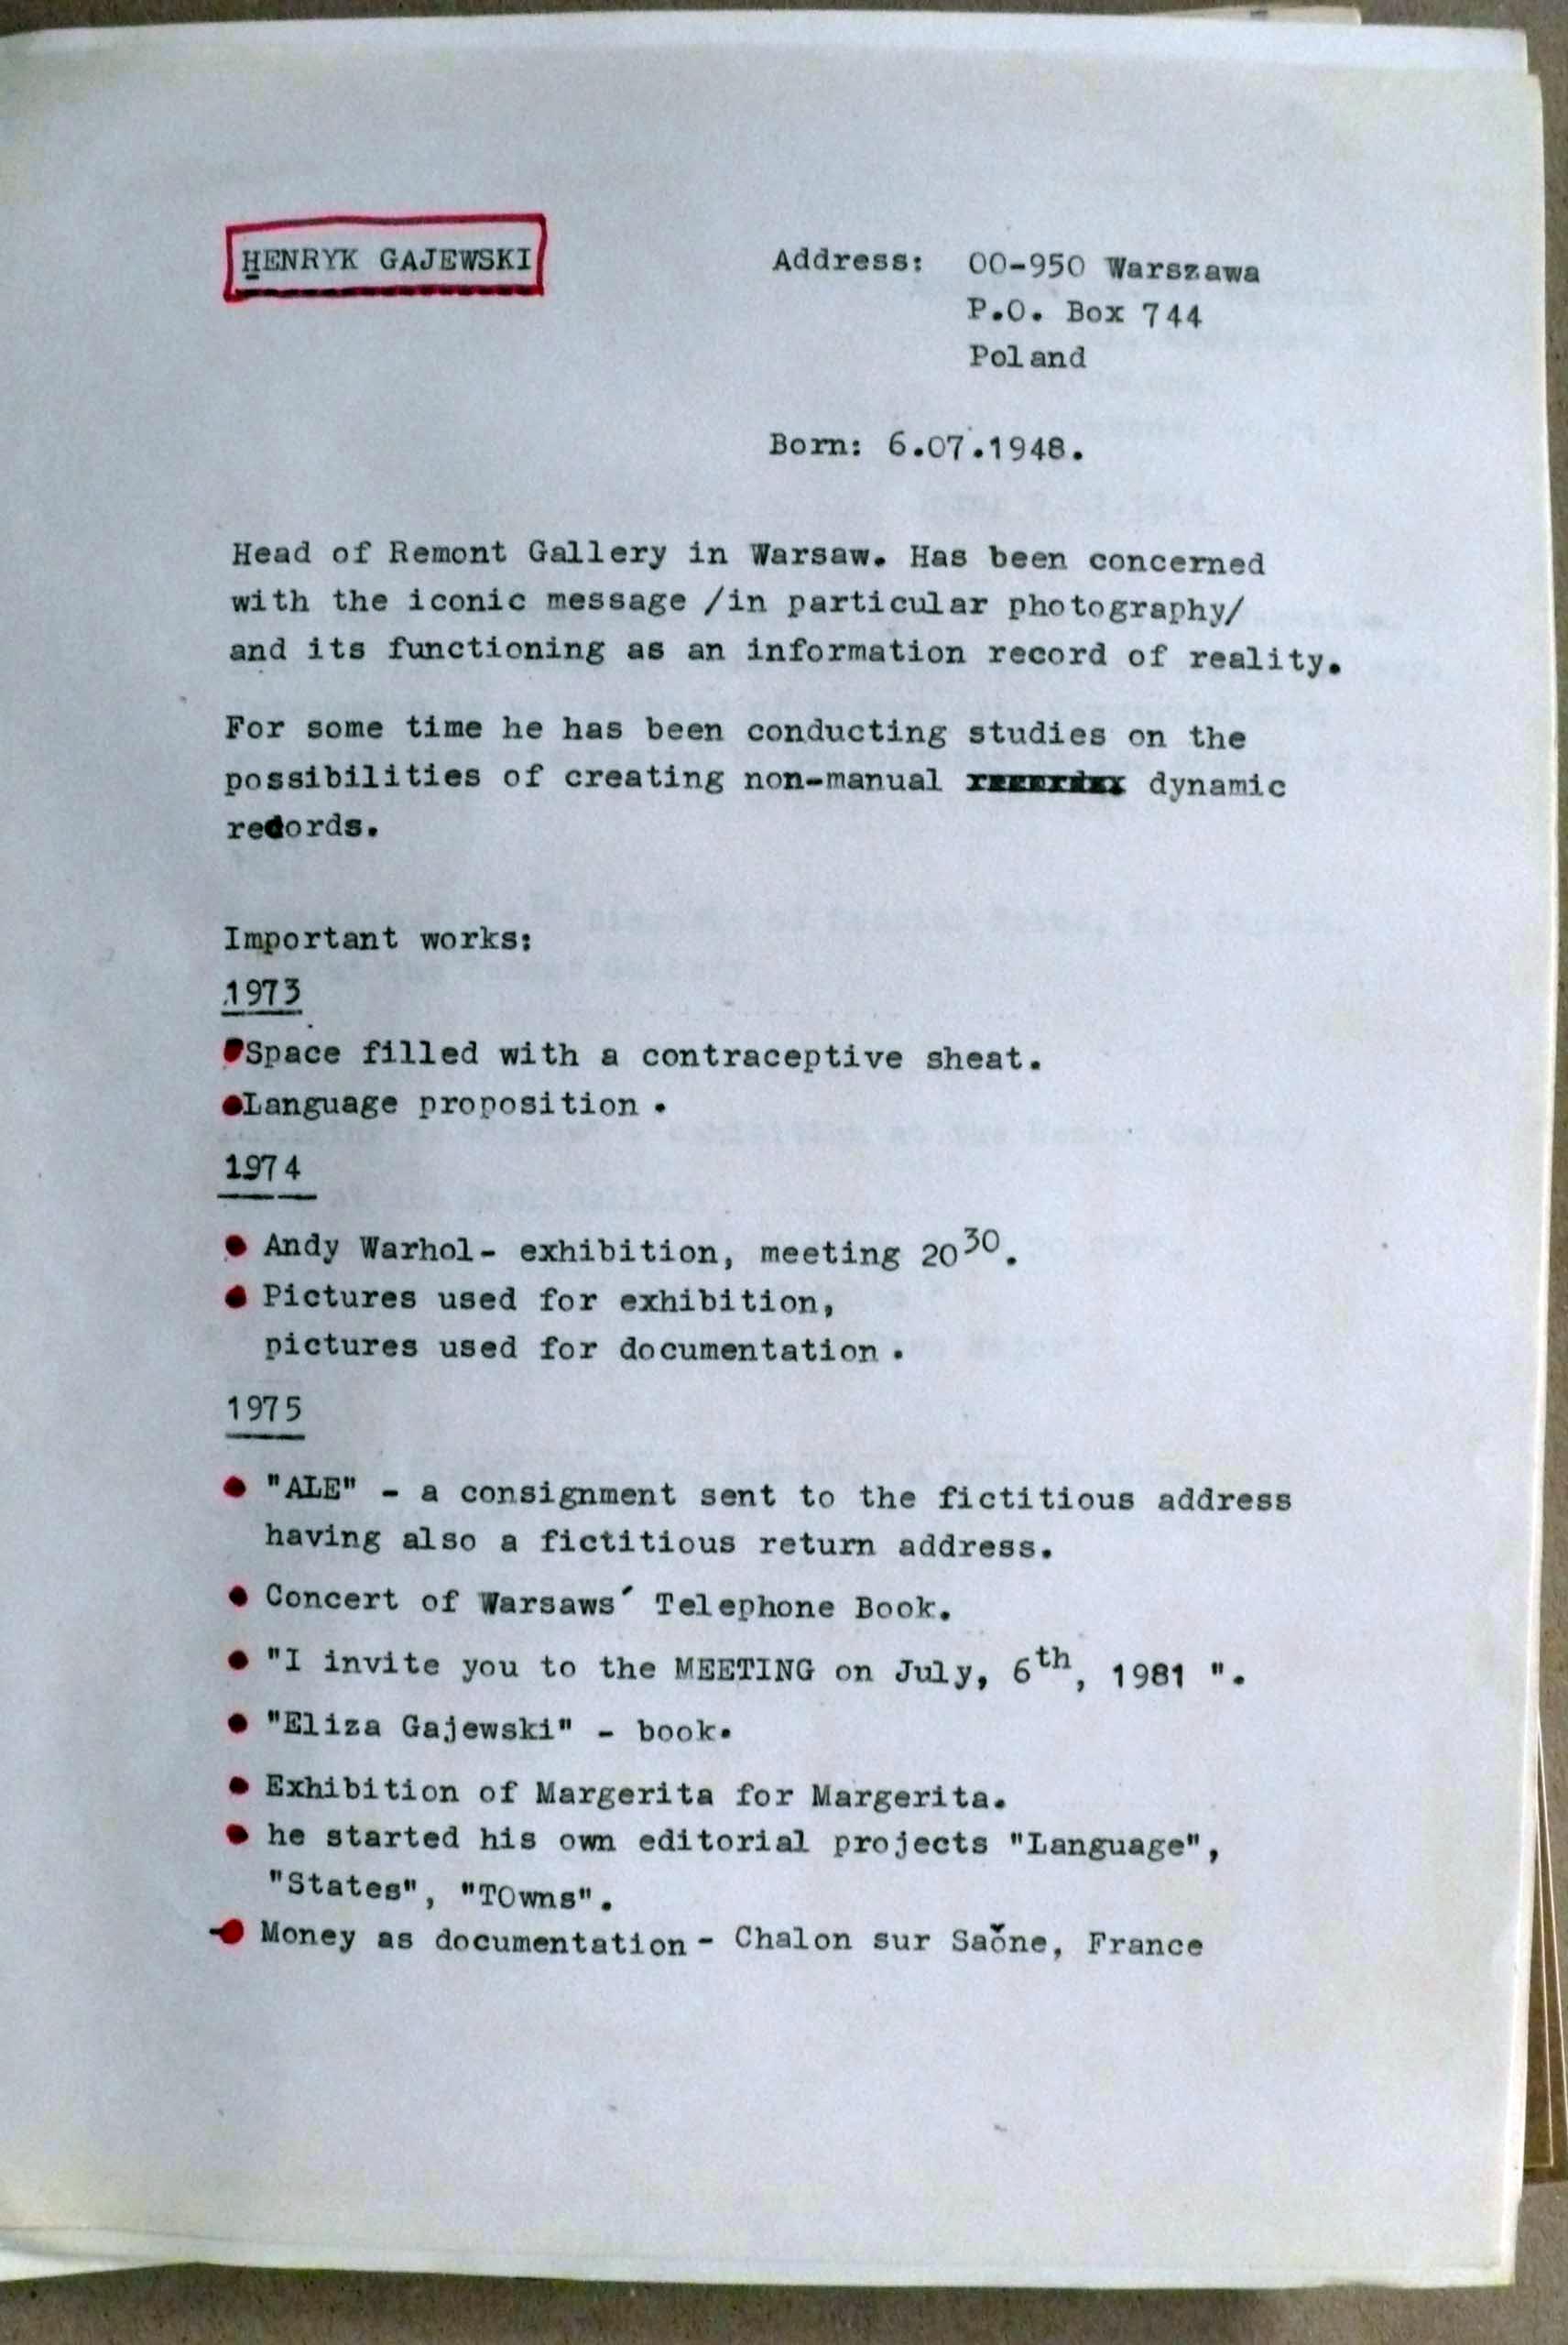 HENRYK GAJEWSKI
Address: 00-950 Warszawa
P.O. Box 744
Poland
Born: 6.07.1948.
Head of Remont Gallery in Warsaw. Has been concerned
with the iconic message /in particular photography/
and its functioning as an information record of reality.
For some time he has been conducting studies on the
possibilities of creating non-manual dynamic
records.
Important works:
1973
Space filled with a contraceptive sheat.
Language proposition .
1974
Andy Warhol- exhibition, meeting 20³⁰.
Pictures used for exhibition,
pictures used for documentation .
1975
"ALE" - a consignment sent to the fictitious address
having also a fictitious return address.
Concert of Warsaws´ Telephone Book.
"I invite you to the MEETING on July, 6th, 1981 ".
"Eliza Gajewski" - book.
Exhibition of Margerita for Margerita.
he started his own editorial projects "Language",
"States", "TOwns".
Money as documentation - Chalon sur Saǒne, France